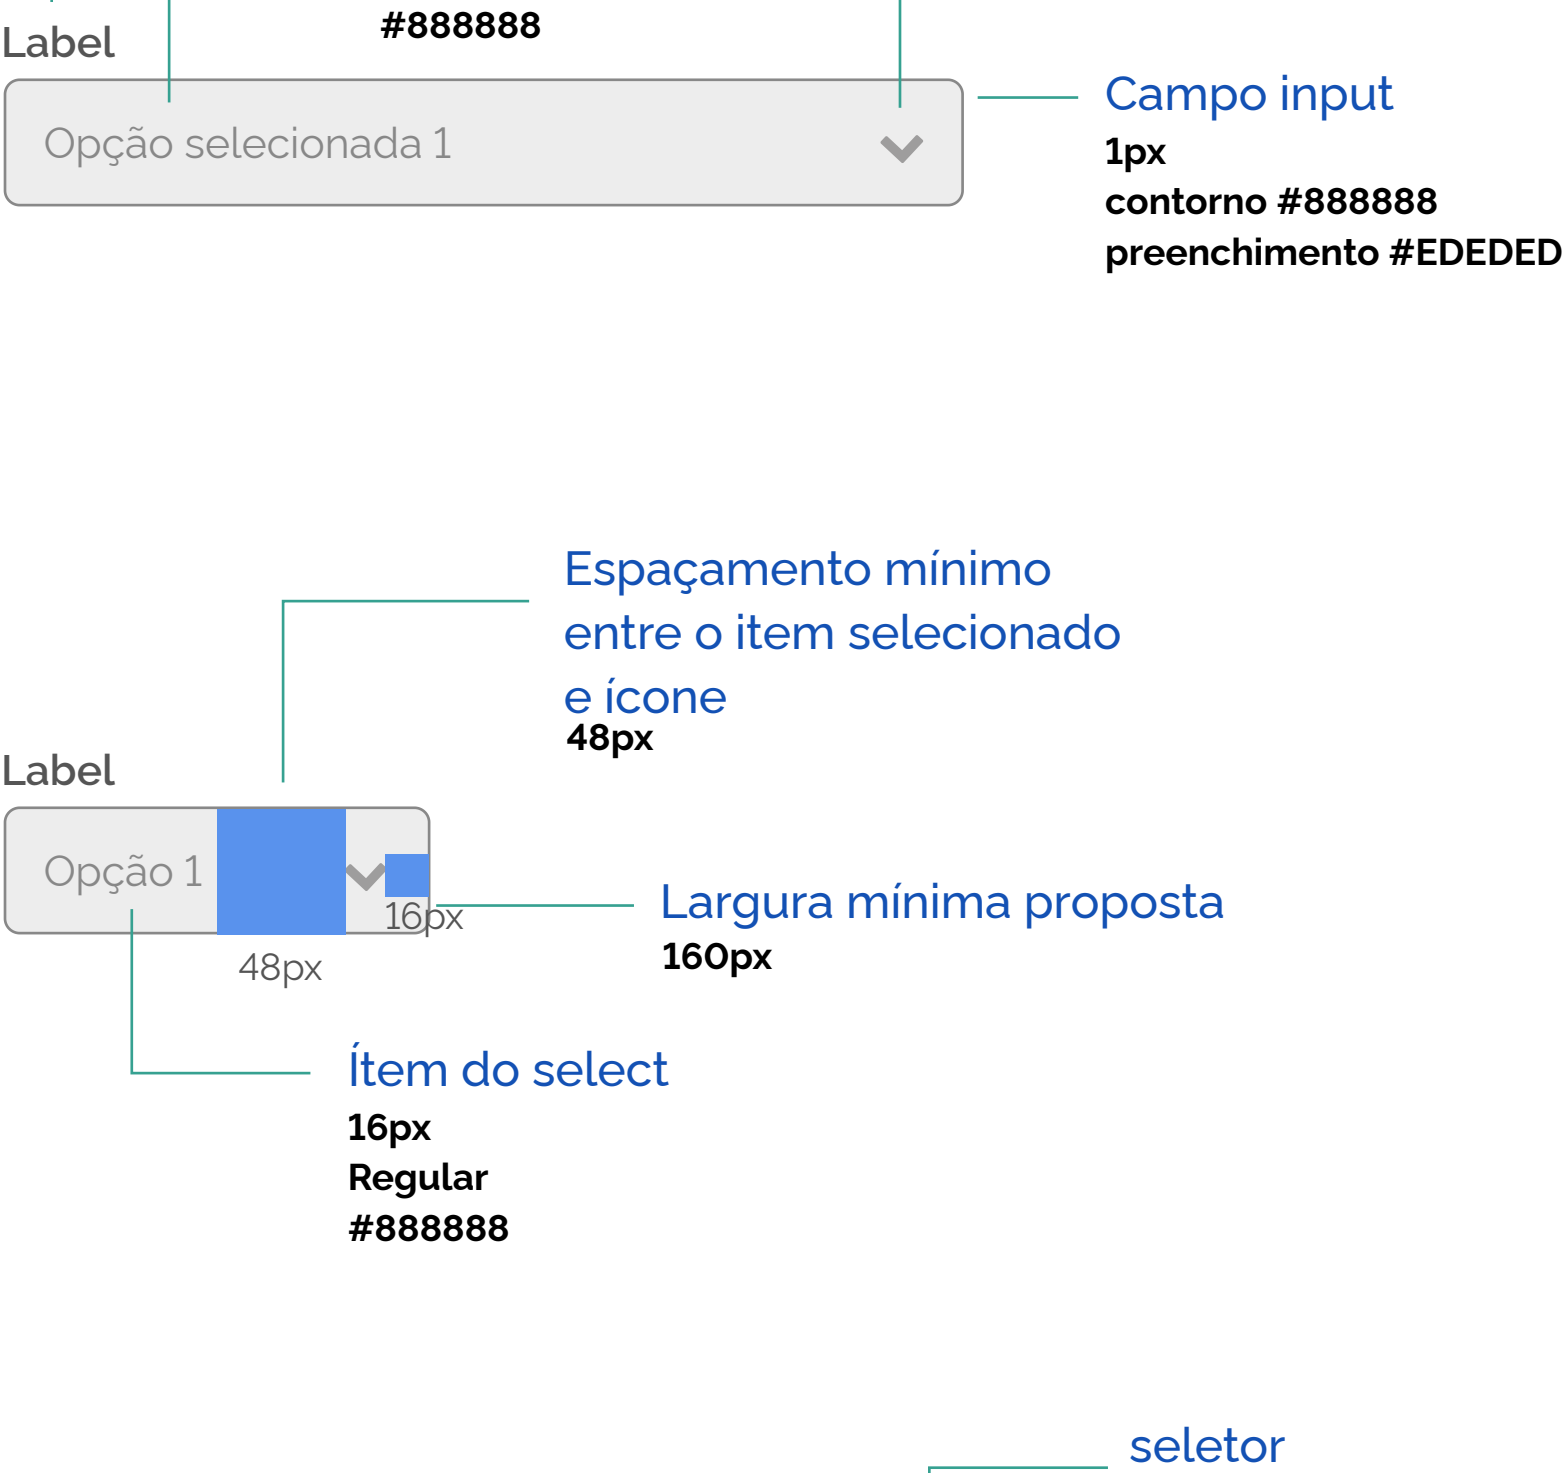 #888888
Label
Opção selecionada 1
Campo input
1px
contorno #888888
preenchimento #EDEDED
Espaçamento mínimo
entre o item selecionado
e ícone
48px
Label
Opção 1
16px
48px
Largura mínima proposta
160px
Ítem do select
16px
Regular
#888888
seletor